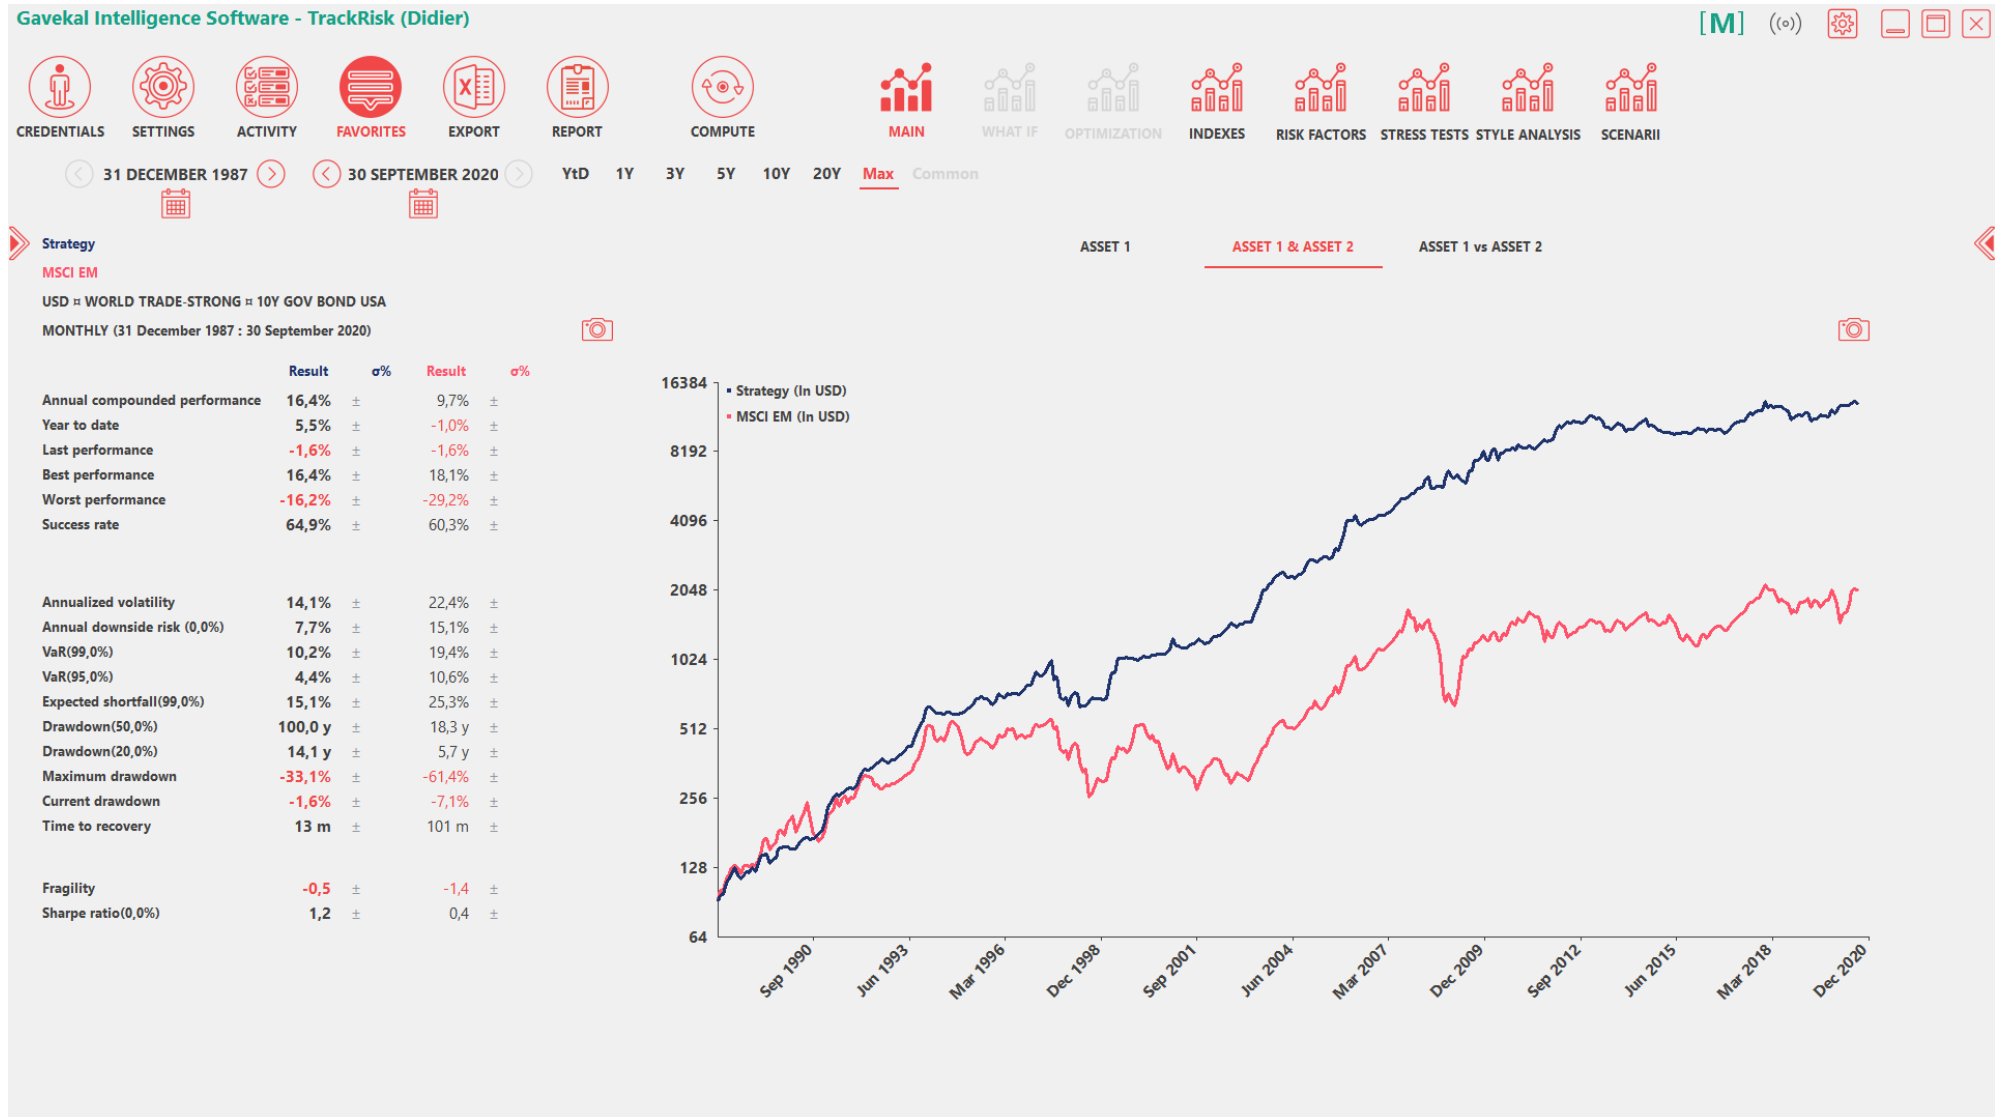 Gavekal Intelligence Software - TrackRisk (Didier)
[M]
CREDENTIALS SETTINGS ACTIVITY FAVORITES EXPORT REPORT COMPUTE MAIN WHAT IF OPTIMIZATION INDEXES RISK FACTORS STRESS TESTS STYLE ANALYSIS SCENARII
31 DECEMBER 1987 30 SEPTEMBER 2020 YtD 1Y 3Y 5Y 10Y 20Y Max Common
Strategy
MSCI EM
USD ¤ WORLD TRADE-STRONG ¤ 10Y GOV BOND USA
MONTHLY (31 December 1987 : 30 September 2020)
Result σ% Result σ%
Annual compounded performance 16,4% ± 9,7% ±
Year to date 5,5% ± -1,0% ±
Last performance -1,6% ± -1,6% ±
Best performance 16,4% ± 18,1% ±
Worst performance -16,2% ± -29,2% ±
Success rate 64,9% ± 60,3% ±
Annualized volatility 14,1% ± 22,4% ±
Annual downside risk (0,0%) 7,7% ± 15,1% ±
VaR(99,0%) 10,2% ± 19,4% ±
VaR(95,0%) 4,4% ± 10,6% ±
Expected shortfall(99,0%) 15,1% ± 25,3% ±
Drawdown(50,0%) 100,0 y ± 18,3 y ±
Drawdown(20,0%) 14,1 y ± 5,7 y ±
Maximum drawdown -33,1% ± -61,4% ±
Current drawdown -1,6% ± -7,1% ±
Time to recovery 13 m ± 101 m ±
Fragility -0,5 ± -1,4 ±
Sharpe ratio(0,0%) 1,2 ± 0,4 ±
ASSET 1 ASSET 1 & ASSET 2 ASSET 1 vs ASSET 2
Strategy (In USD)
MSCI EM (In USD)
16384
8192
4096
2048
1024
512
256
128
64
Sep 1990 Jun 1993 Mar 1996 Dec 1998 Sep 2001 Jun 2004 Mar 2007 Dec 2009 Sep 2012 Jun 2015 Mar 2018 Dec 2020